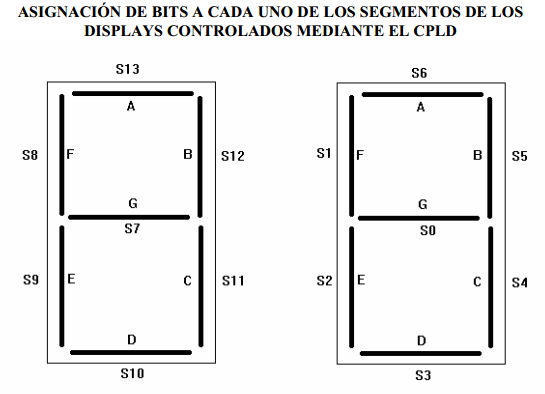 ASIGNACIÓN DE BITS A CADA UNO DE LOS SEGMENTOS DE LOS
DISPLAYS CONTROLADOS MEDIANTE EL CPLD
S13
A
S8
F
B
S12
G
S7
S9
E
C
S11
D
S10
S6
A
S1
F
B
S5
G
S0
S2
E
C
S4
D
S3